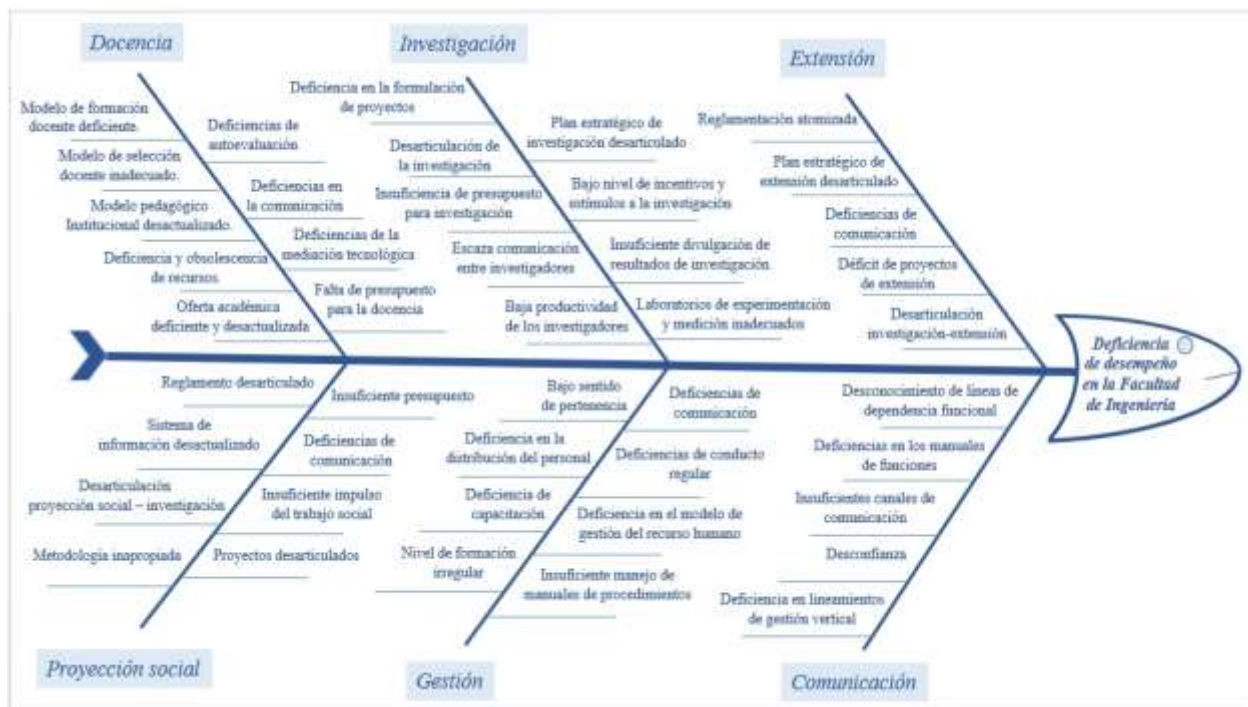 Docencia
Modelo de formación
docente deficiente.
Modelo de selección
docente inadecuado.
Modelo pedagógico
Institucional desactualizado.
Deficiencia y obsolescencia
de recursos.
Oferta académica
deficiente y desactualizada
Deficiencias de
autoevaluación
Deficiencias en
la comunicación
Deficiencias de la
mediación tecnológica
Falta de presupuesto
para la docencia
Investigación
Deficiencia en la formulación
de proyectos
Desarticulación de
la investigación
Insuficiencia de presupuesto
para investigación
Escaza comunicación
entre investigadores
Baja productividad
de los investigadores
Plan estratégico de
investigación desarticulado
Bajo nivel de incentivos y
estímulos a la investigación
Insuficiente divulgación de
resultados de investigación.
Laboratorios de experimentación
y medición inadecuados
Extensión
Reglamentación atomizada
Plan estratégico de
extensión desarticulado
Deficiencias de
comunicación
Déficit de proyectos
de extensión
Desarticulación
investigación-extensión
Deficiencia
de desempeño
en la Facultad
de Ingeniería
Reglamento desarticulado
Sistema de
información desactualizado
Desarticulación
proyección social – investigación
Metodología inapropiada
Insuficiente presupuesto
Deficiencias de
comunicación
Insuficiente impulso
del trabajo social
Proyectos desarticulados
Proyección social
Bajo sentido
de pertenencia
Deficiencia en la
distribución del personal
Deficiencia de
capacitación
Nivel de formación
irregular
Deficiencias de
comunicación
Deficiencias de conducto
regular
Deficiencia en el modelo de
gestión del recurso humano
Insuficiente manejo de
manuales de procedimientos
Gestión
Desconocimiento de líneas de
dependencia funcional
Deficiencias en los manuales
de funciones
Insuficientes canales de
comunicación
Desconfianza
Deficiencia en lineamientos
de gestión vertical
Comunicación